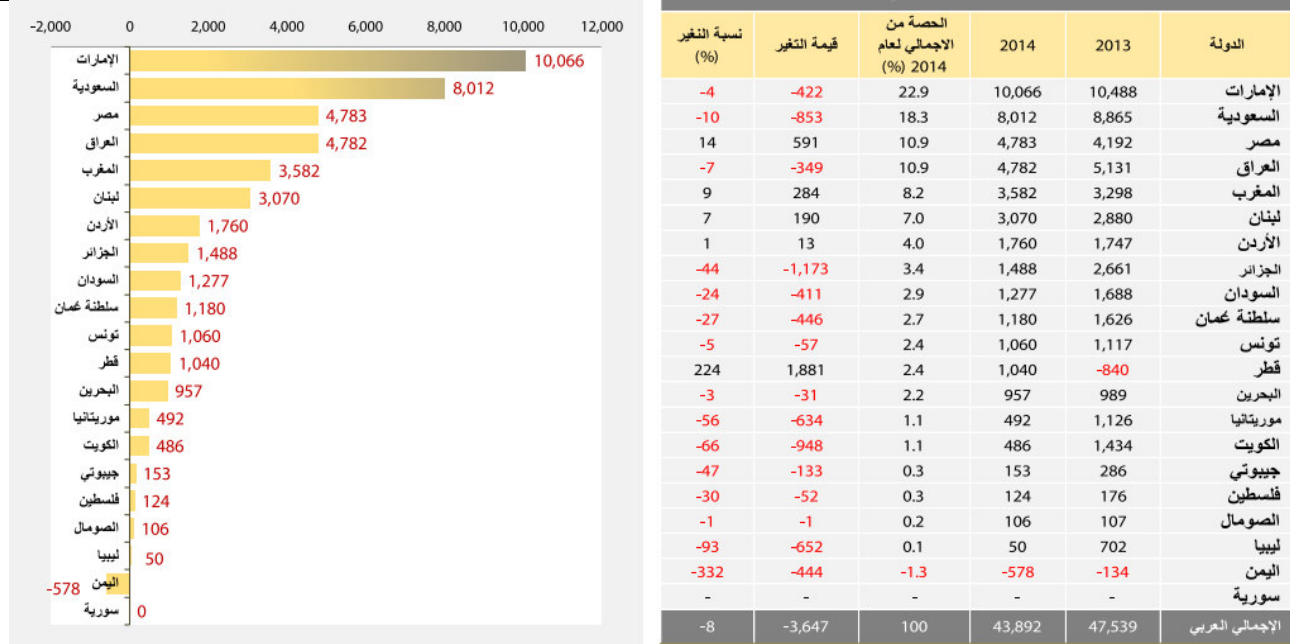 -2,000 0 2,000 4,000 6,000 8,000 10,000 12,000
الإمارات 10,066
السعودية 8,012
مصر 4,783
العراق 4,782
المغرب 3,582
لبنان 3,070
الأردن 1,760
الجزائر 1,488
السودان 1,277
سلطنة عُمان 1,180
تونس 1,060
قطر 1,040
البحرين 957
موريتانيا 492
الكويت 486
جيبوتي 153
فلسطين 124
الصومال 106
ليبيا 50
اليمن -578
سورية 0
الدولة 2013 2014 الحصة من الاجمالي لعام 2014 (%) قيمة التغير نسبة التغير (%)
الإمارات 10,488 10,066 22.9 -422 -4
السعودية 8,865 8,012 18.3 -853 -10
مصر 4,192 4,783 10.9 591 14
العراق 5,131 4,782 10.9 -349 -7
المغرب 3,298 3,582 8.2 284 9
لبنان 2,880 3,070 7.0 190 7
الأردن 1,747 1,760 4.0 13 1
الجزائر 2,661 1,488 3.4 -1,173 -44
السودان 1,688 1,277 2.9 -411 -24
سلطنة عُمان 1,626 1,180 2.7 -446 -27
تونس 1,117 1,060 2.4 -57 -5
قطر -840 1,040 2.4 1,881 224
البحرين 989 957 2.2 -31 -3
موريتانيا 1,126 492 1.1 -634 -56
الكويت 1,434 486 1.1 -948 -66
جيبوتي 286 153 0.3 -133 -47
فلسطين 176 124 0.3 -52 -30
الصومال 107 106 0.2 -1 -1
ليبيا 702 50 0.1 -652 -93
اليمن -134 -578 -1.3 -444 -332
سورية - - - - -
الاجمالي العربي 47,539 43,892 100 -3,647 -8